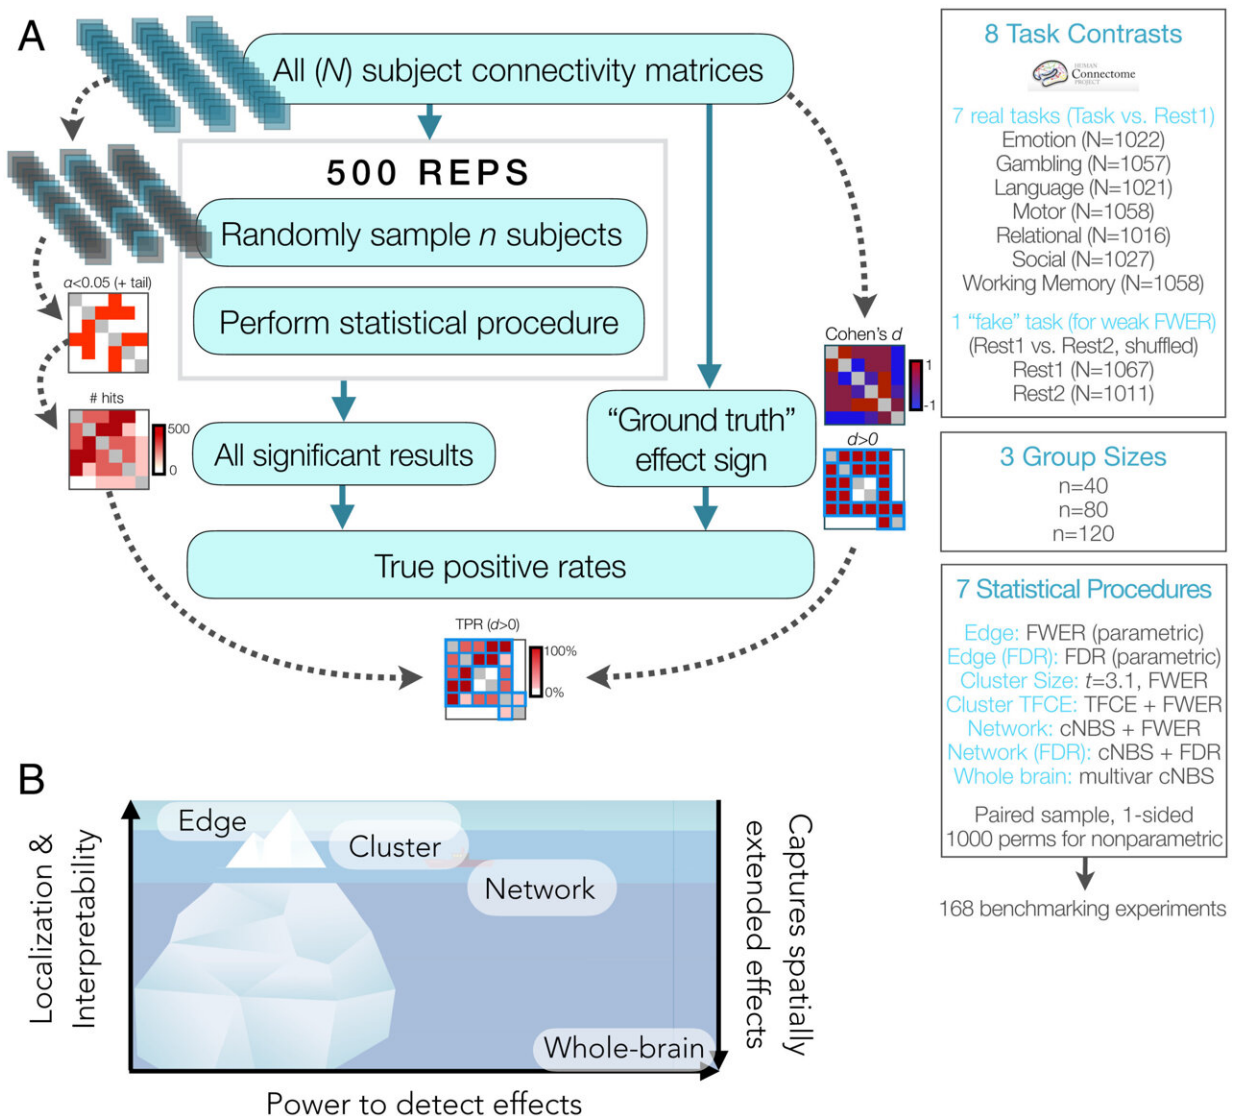 A
All (N) subject connectivity matrices
500 REPS
Randomly sample n subjects
Perform statistical procedure
α<0.05 (+ tail)
# hits
500
0
All significant results
"Ground truth"
effect sign
Cohen's d
1
-1
d>0
True positive rates
TPR (d>0)
100%
0%
8 Task Contrasts
HUMAN
Connectome
PROJECT
7 real tasks (Task vs. Rest1)
Emotion (N=1022)
Gambling (N=1057)
Language (N=1021)
Motor (N=1058)
Relational (N=1016)
Social (N=1027)
Working Memory (N=1058)
1 "fake" task (for weak FWER)
(Rest1 vs. Rest2, shuffled)
Rest1 (N=1067)
Rest2 (N=1011)
3 Group Sizes
n=40
n=80
n=120
7 Statistical Procedures
Edge: FWER (parametric)
Edge (FDR): FDR (parametric)
Cluster Size: t=3.1, FWER
Cluster TFCE: TFCE + FWER
Network: cNBS + FWER
Network (FDR): cNBS + FDR
Whole brain: multivar cNBS
Paired sample, 1-sided
1000 perms for nonparametric
168 benchmarking experiments
B
Localization &
Interpretability
Edge
Cluster
Network
Whole-brain
Captures spatially
extended effects
Power to detect effects